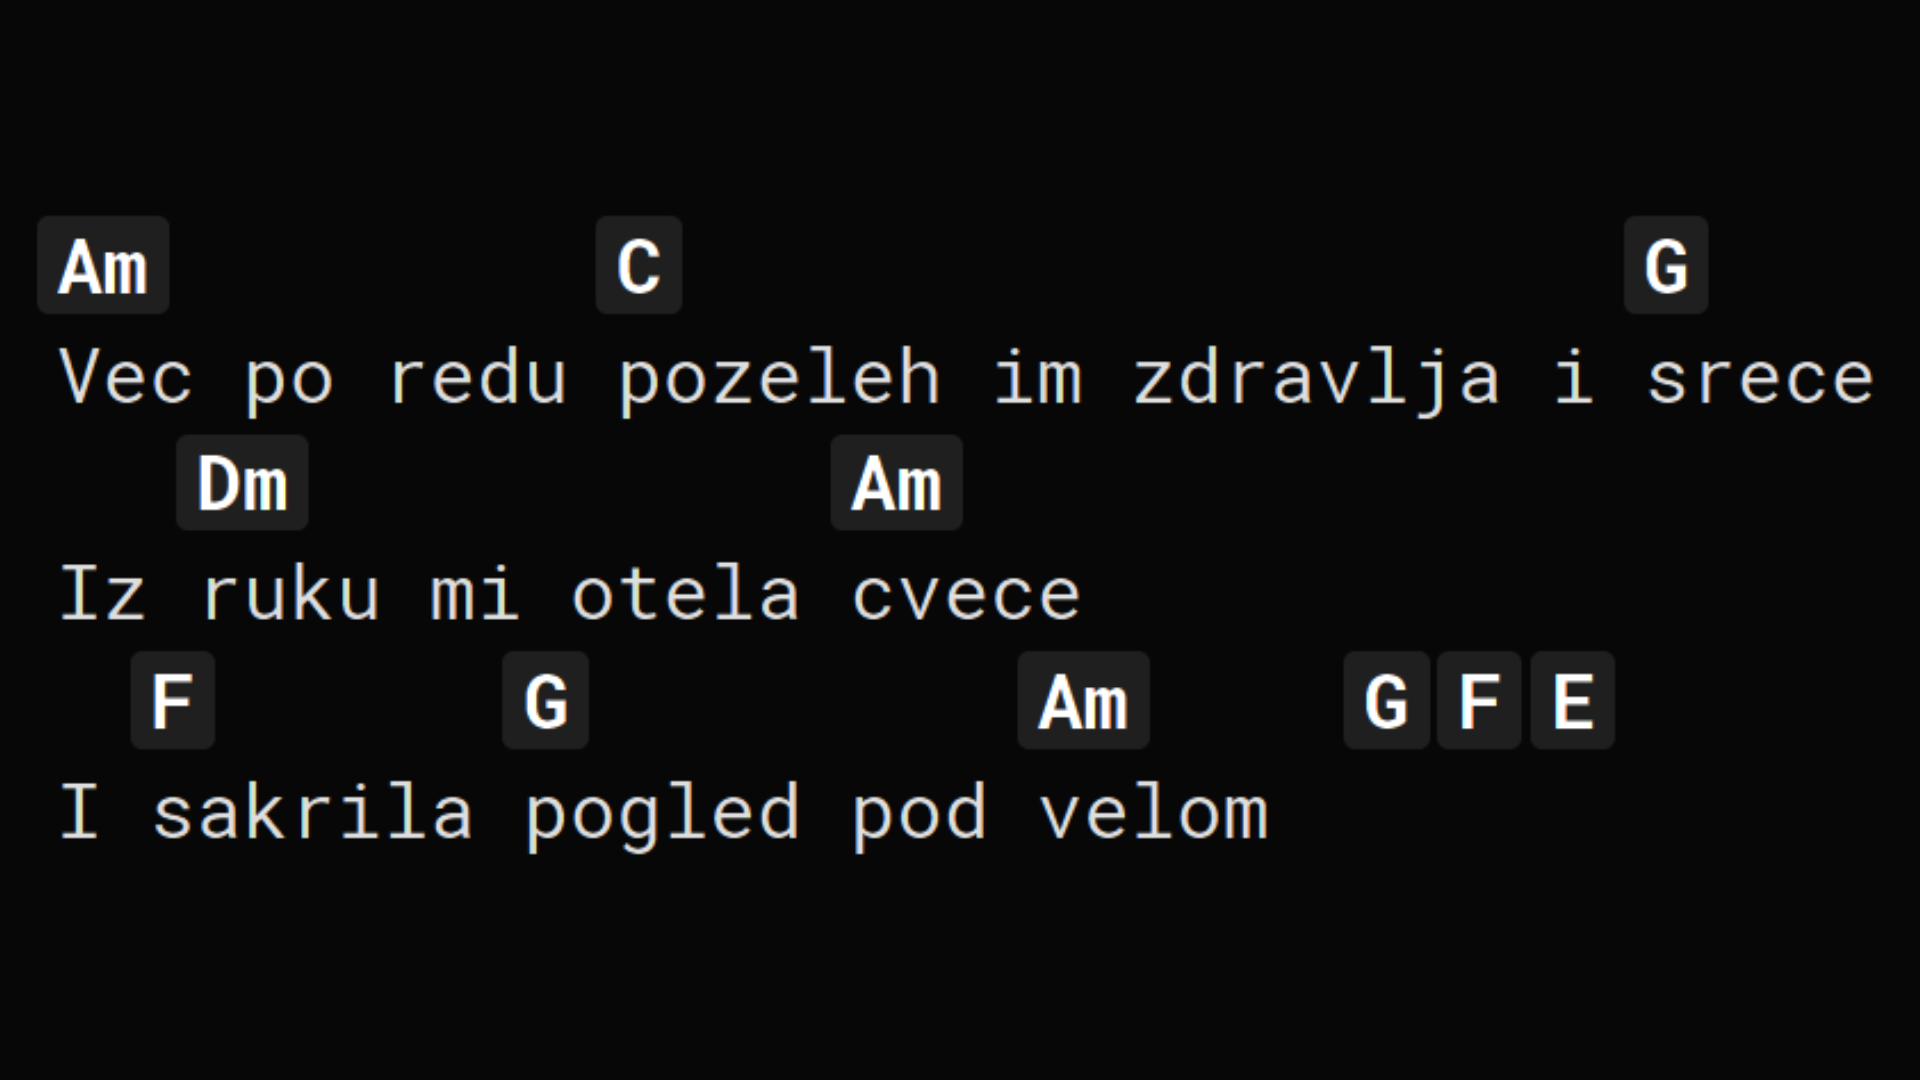 Am C G
Vec po redu pozeleh im zdravlja i srece
Dm Am
Iz ruku mi otela cvece
F G Am G F E
I sakrila pogled pod velom